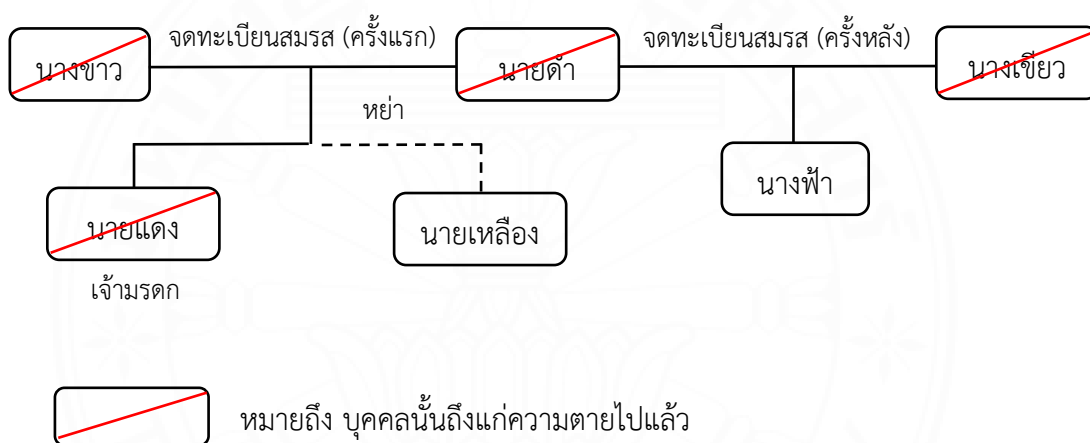 จดทะเบียนสมรส (ครั้งแรก)
จดทะเบียนสมรส (ครั้งหลัง)
นางขาว
นายดำ
นางเขียว
หย่า
นางฟ้า
นายแดง
นายเหลือง
เจ้ามรดก
หมายถึง บุคคลนั้นถึงแก่ความตายไปแล้ว